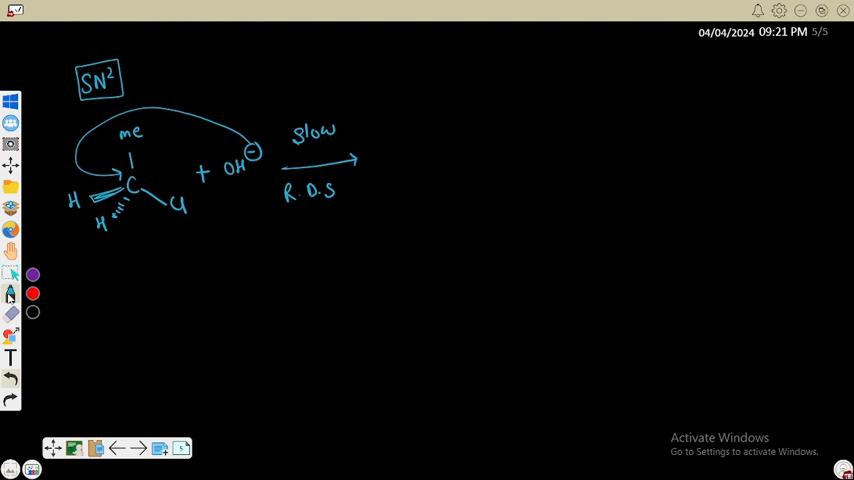 04/04/2024 09:21 PM 5/5
SN²
me
Slow
+ OH⁻
H C Cl
R.D.S
H
T
5
Activate Windows
Go to Settings to activate Windows.